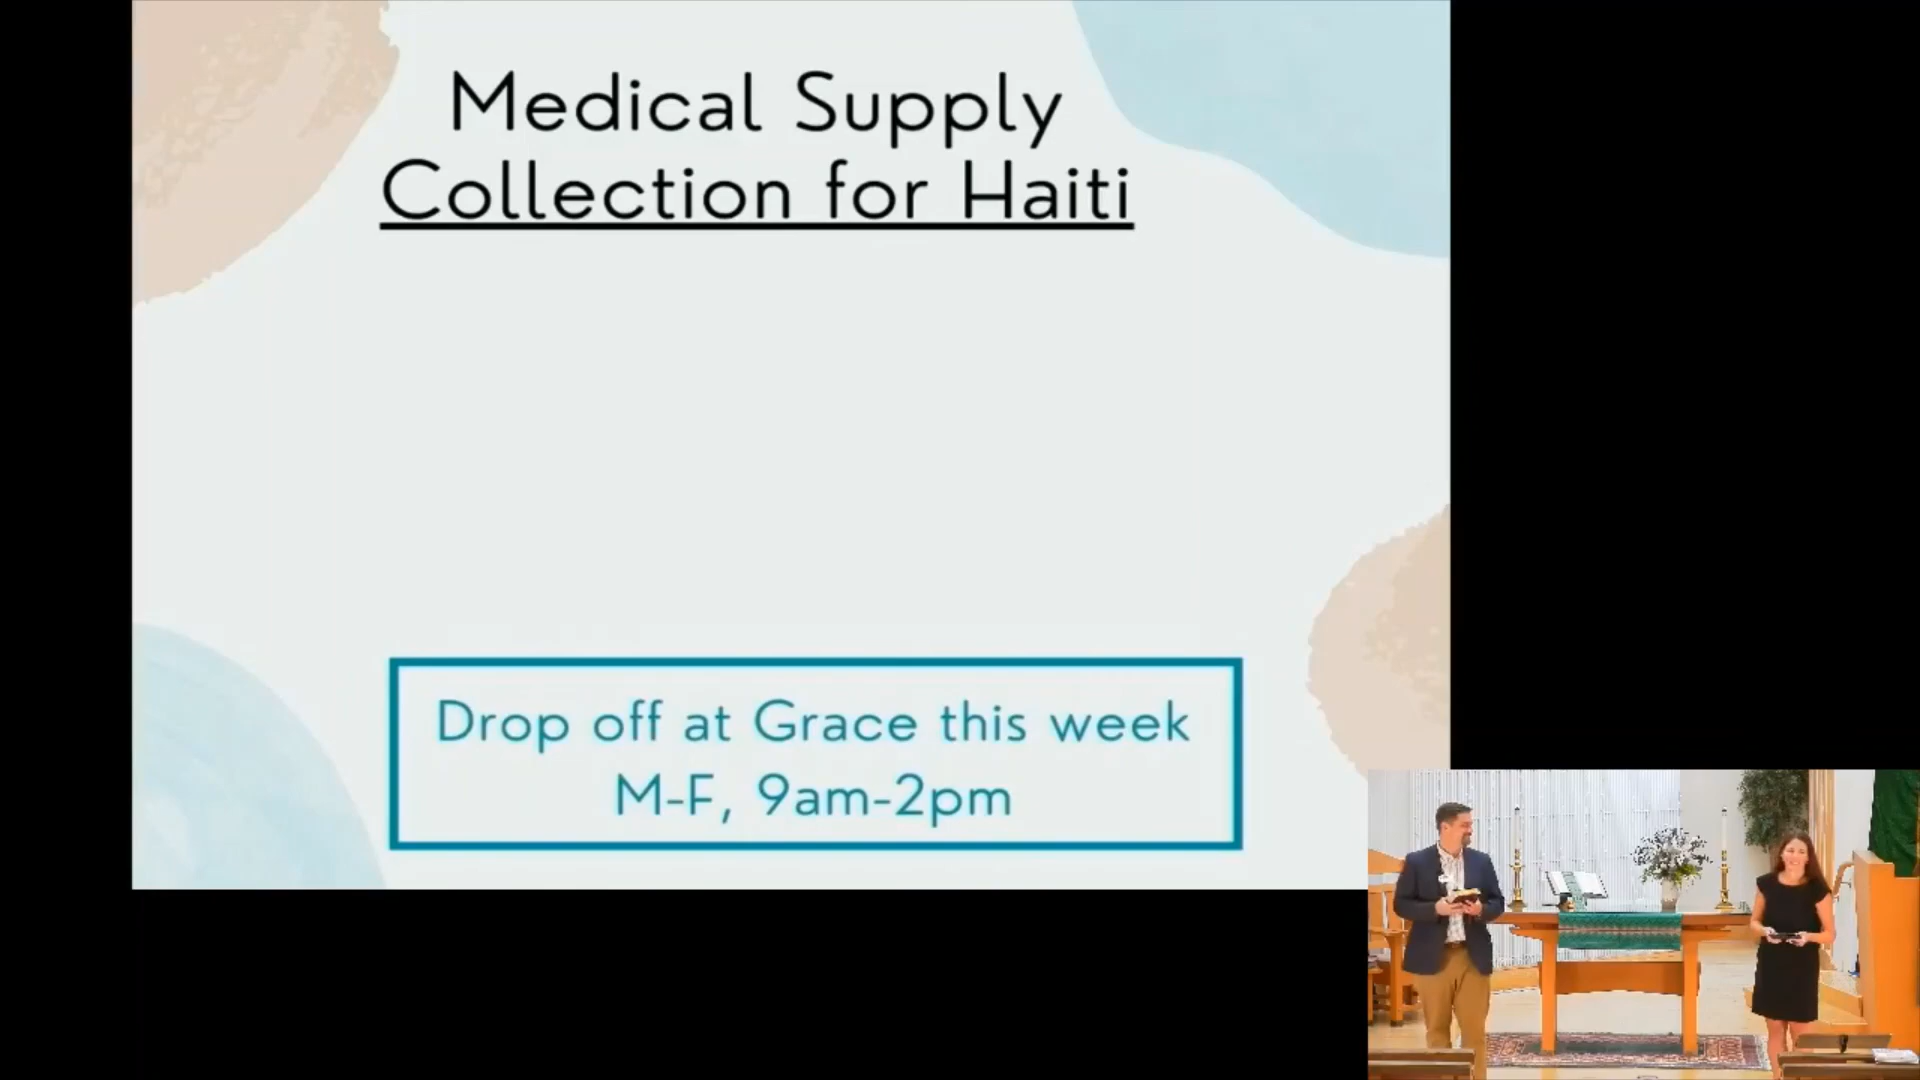 Medical Supply
Collection for Haiti
Drop off at Grace this week
M-F, 9am-2pm